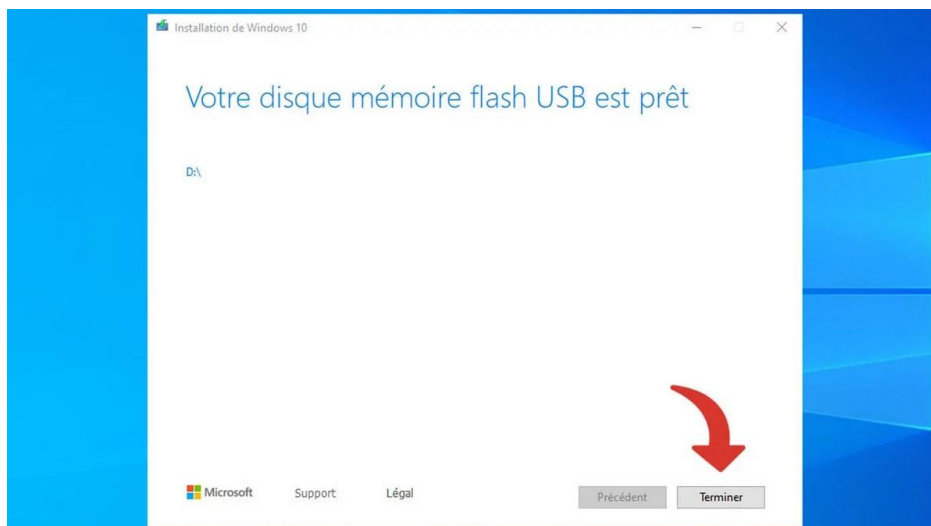 Installation de Windows 10
Votre disque mémoire flash USB est prêt
D:\
Microsoft Support Légal Précédent Terminer